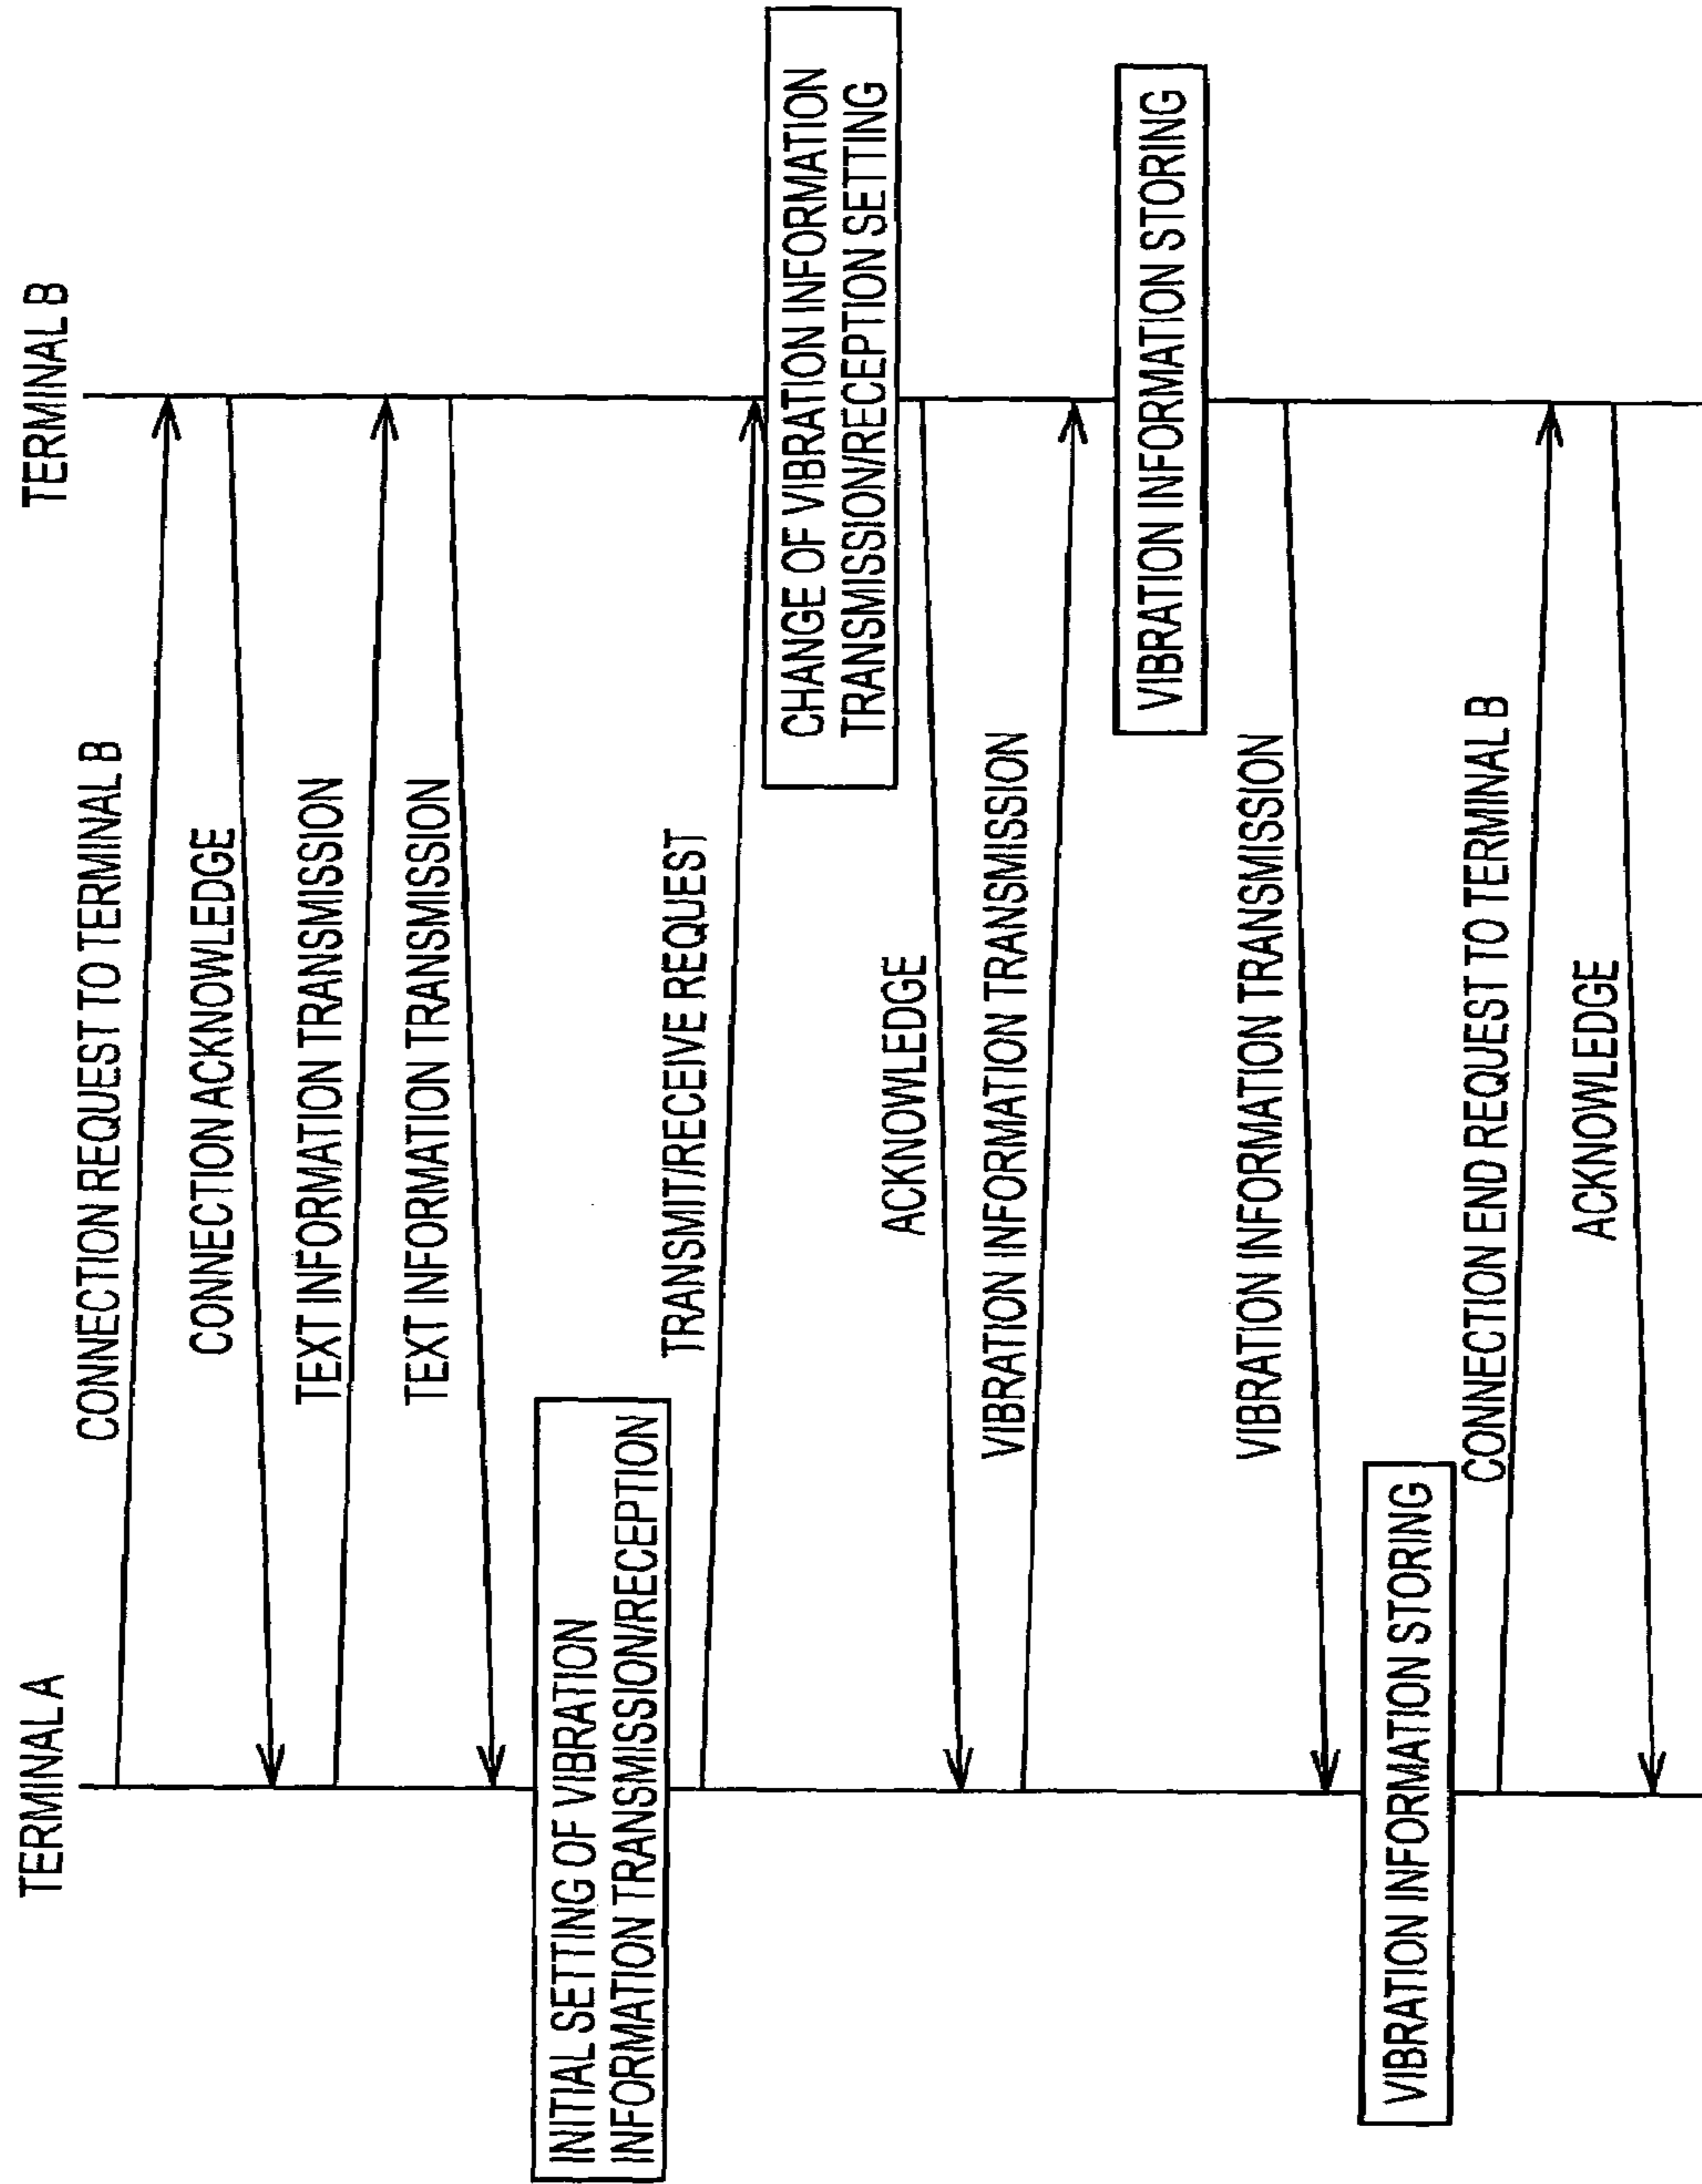 TERMINAL A
TERMINAL B
CONNECTION REQUEST TO TERMINAL B
CONNECTION ACKNOWLEDGE
TEXT INFORMATION TRANSMISSION
TEXT INFORMATION TRANSMISSION
INITIAL SETTING OF VIBRATION
INFORMATION TRANSMISSION/RECEPTION
TRANSMIT/RECEIVE REQUEST
CHANGE OF VIBRATION INFORMATION
TRANSMISSION/RECEPTION SETTING
ACKNOWLEDGE
VIBRATION INFORMATION TRANSMISSION
VIBRATION INFORMATION STORING
VIBRATION INFORMATION TRANSMISSION
VIBRATION INFORMATION STORING
CONNECTION END REQUEST TO TERMINAL B
ACKNOWLEDGE